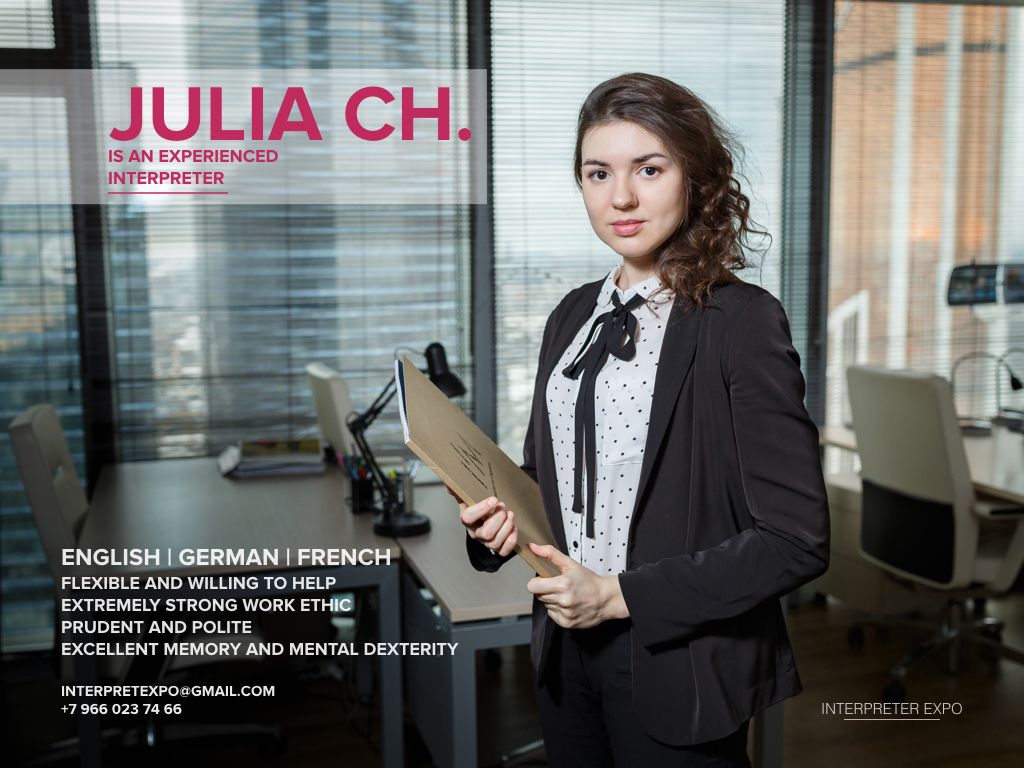 JULIA CH.
IS AN EXPERIENCED
INTERPRETER
ENGLISH | GERMAN | FRENCH
FLEXIBLE AND WILLING TO HELP
EXTREMELY STRONG WORK ETHIC
PRUDENT AND POLITE
EXCELLENT MEMORY AND MENTAL DEXTERITY
INTERPRETEXPO@GMAIL.COM
+7 966 023 74 66
INTERPRETER EXPO